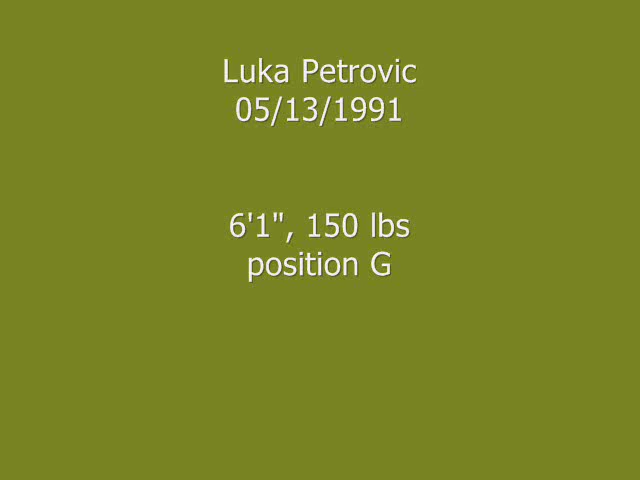 Luka Petrovic
05/13/1991
6'1", 150 lbs
position G